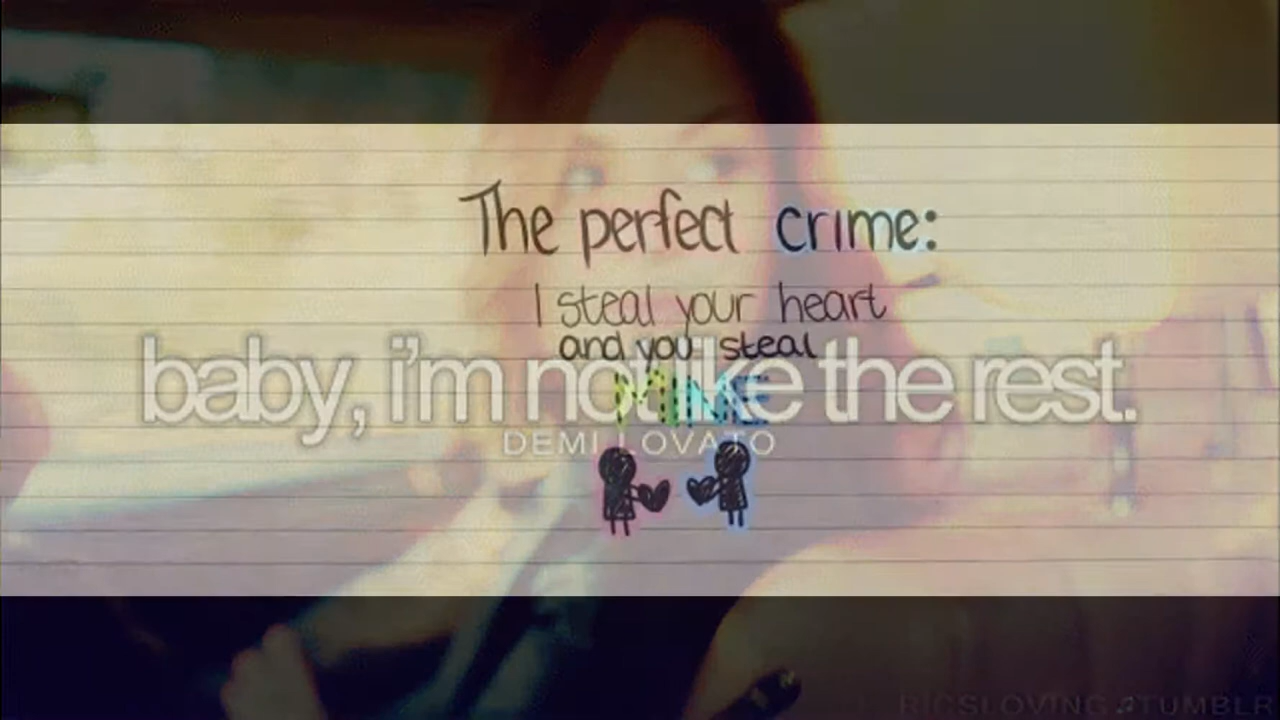 The perfect crime:
I steal your heart
and you steal
MINE
baby, i'm not like the rest.
DEMI LOVATO
RICSLOVING ♫TUMBLR